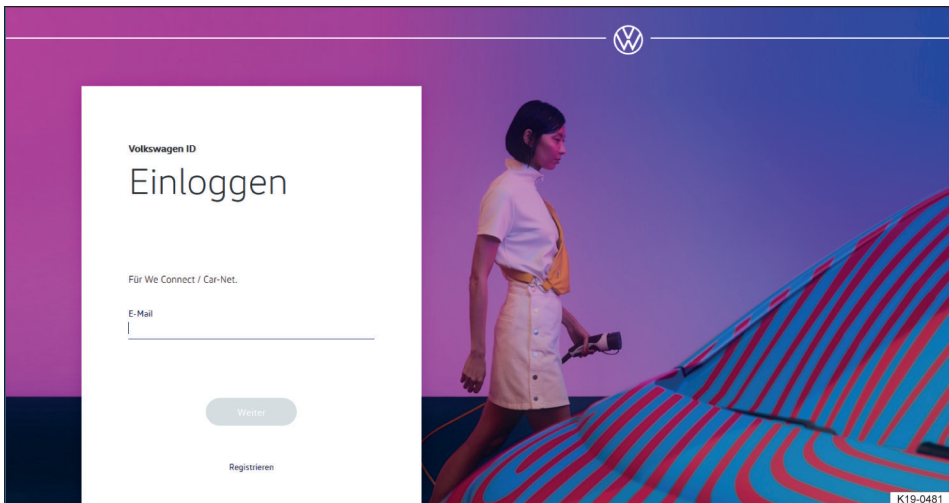 Volkswagen ID
Einloggen
Für We Connect / Car-Net.
E-Mail
Weiter
Registrieren
K19-0481